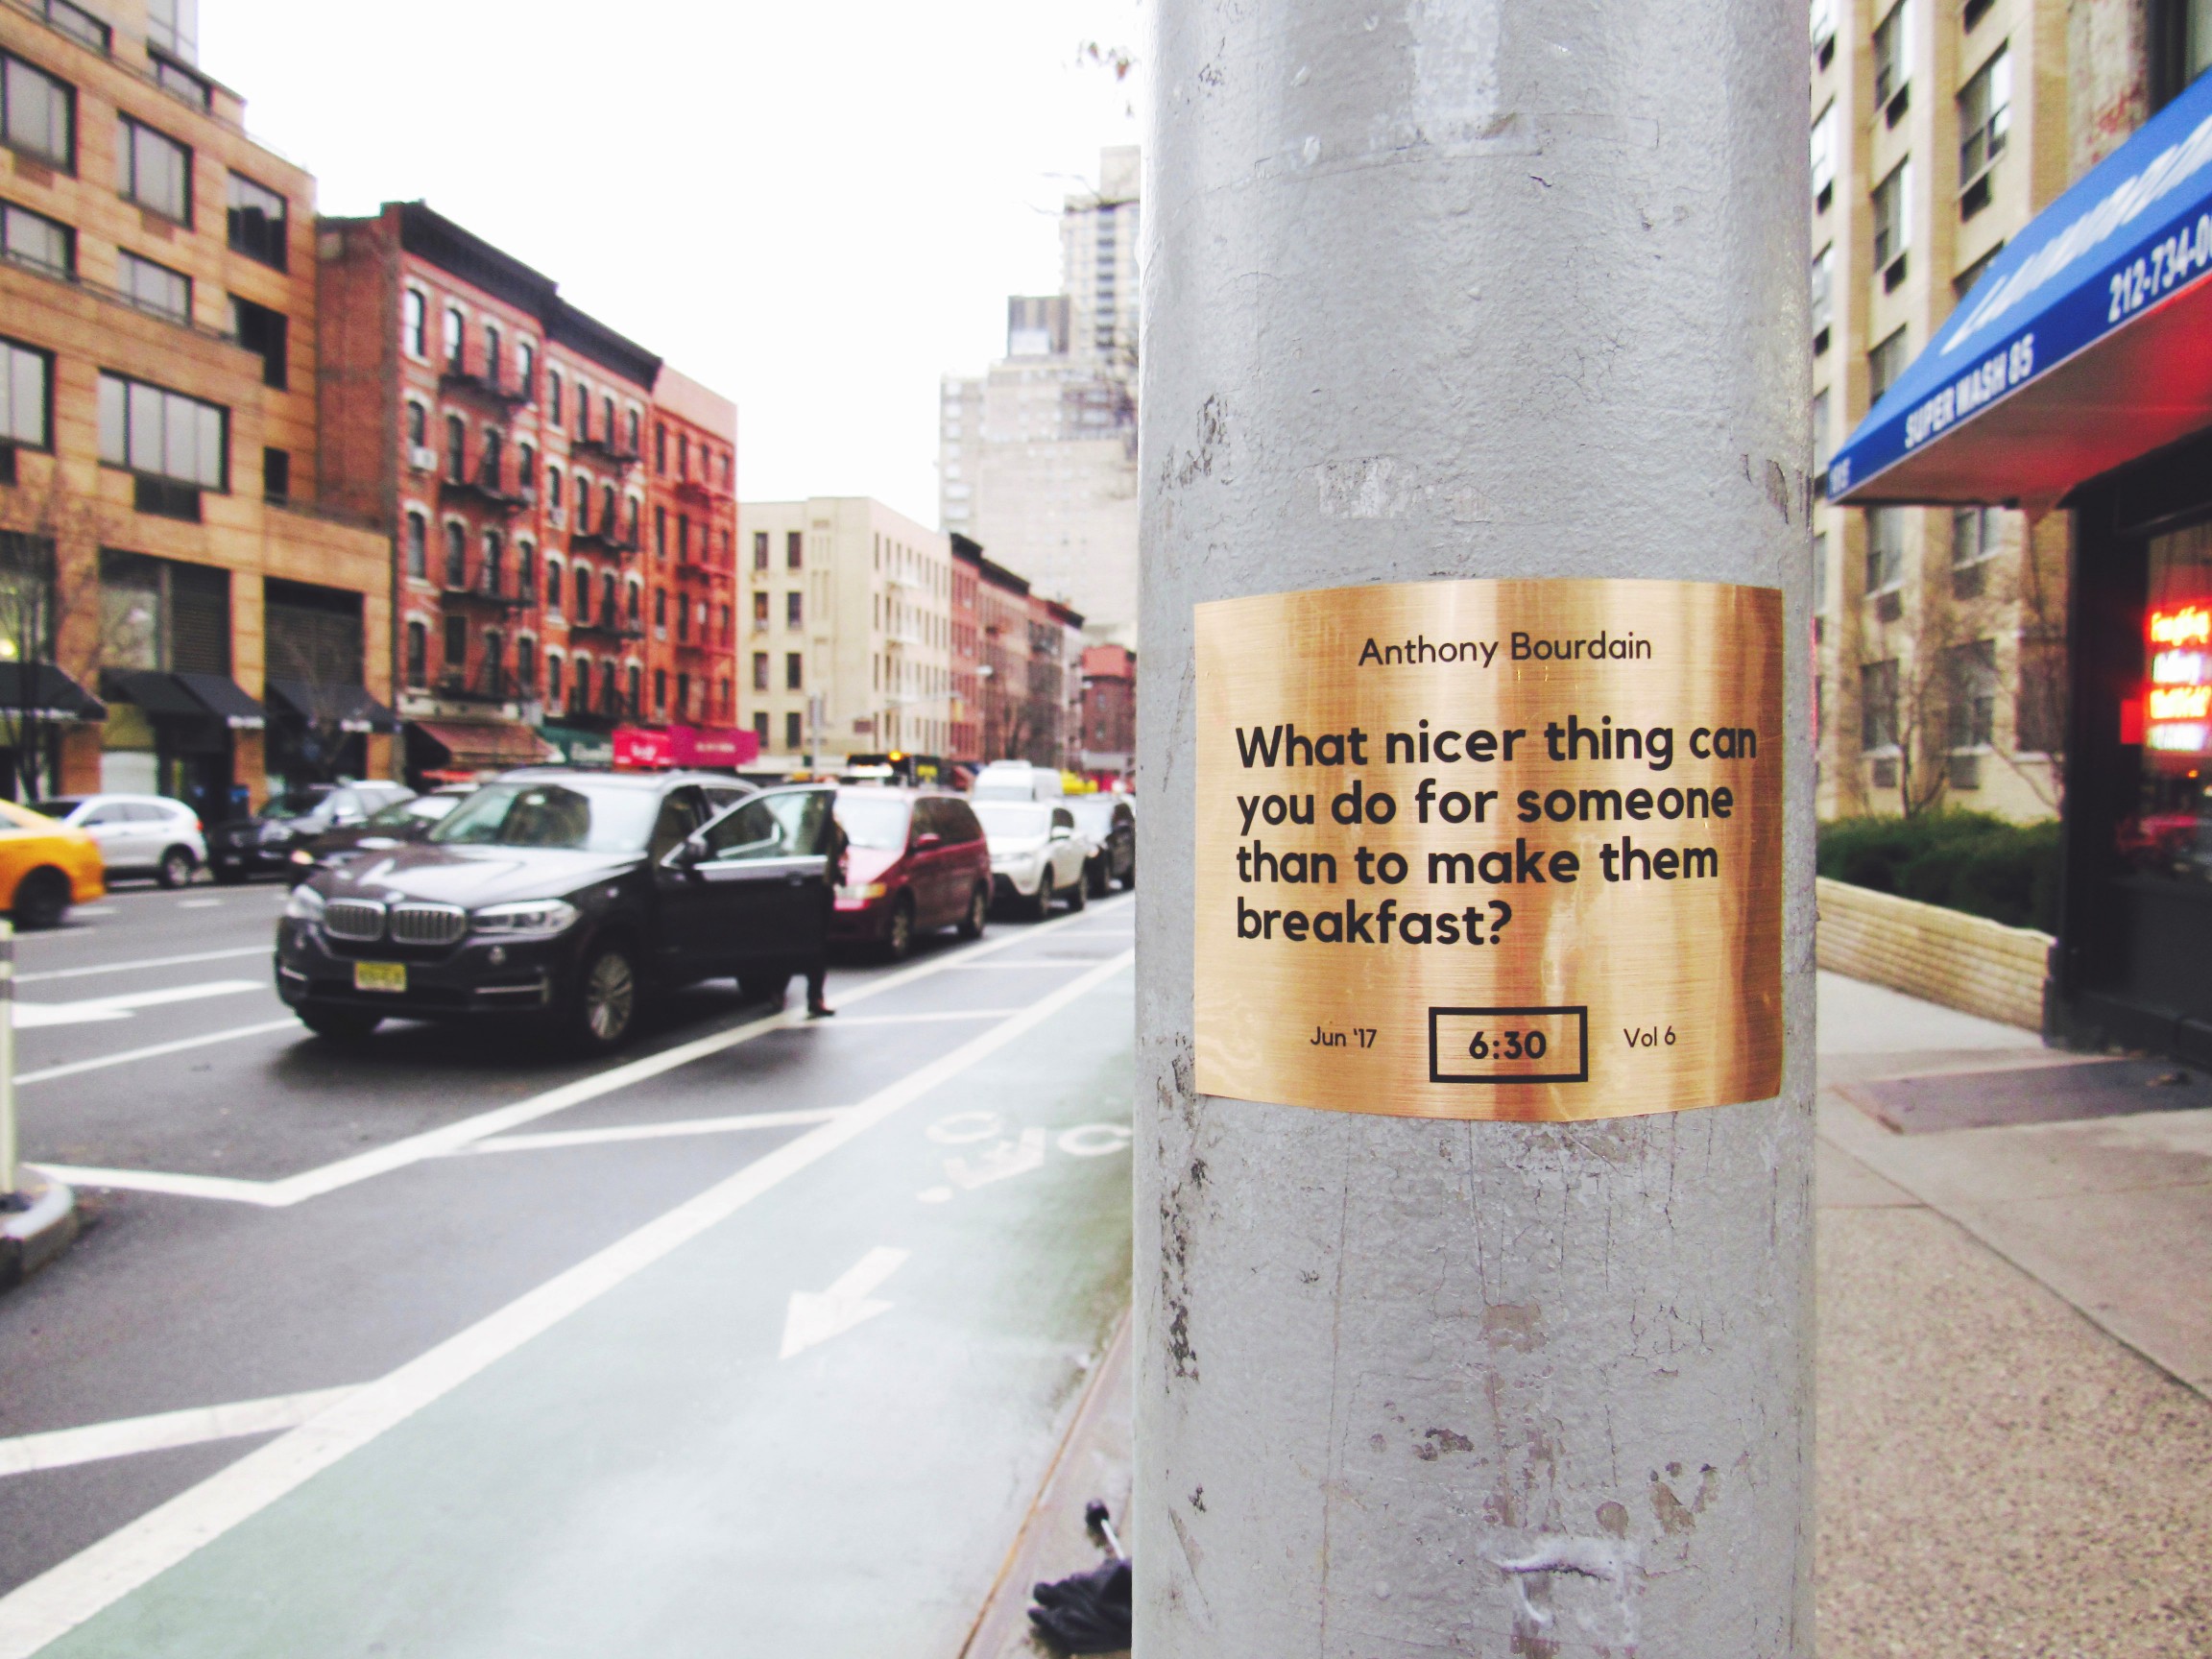 Anthony Bourdain
What nicer thing can
you do for someone
than to make them
breakfast?
Jun '17
6:30
Vol 6
SUPER WASH 85
212-734-0